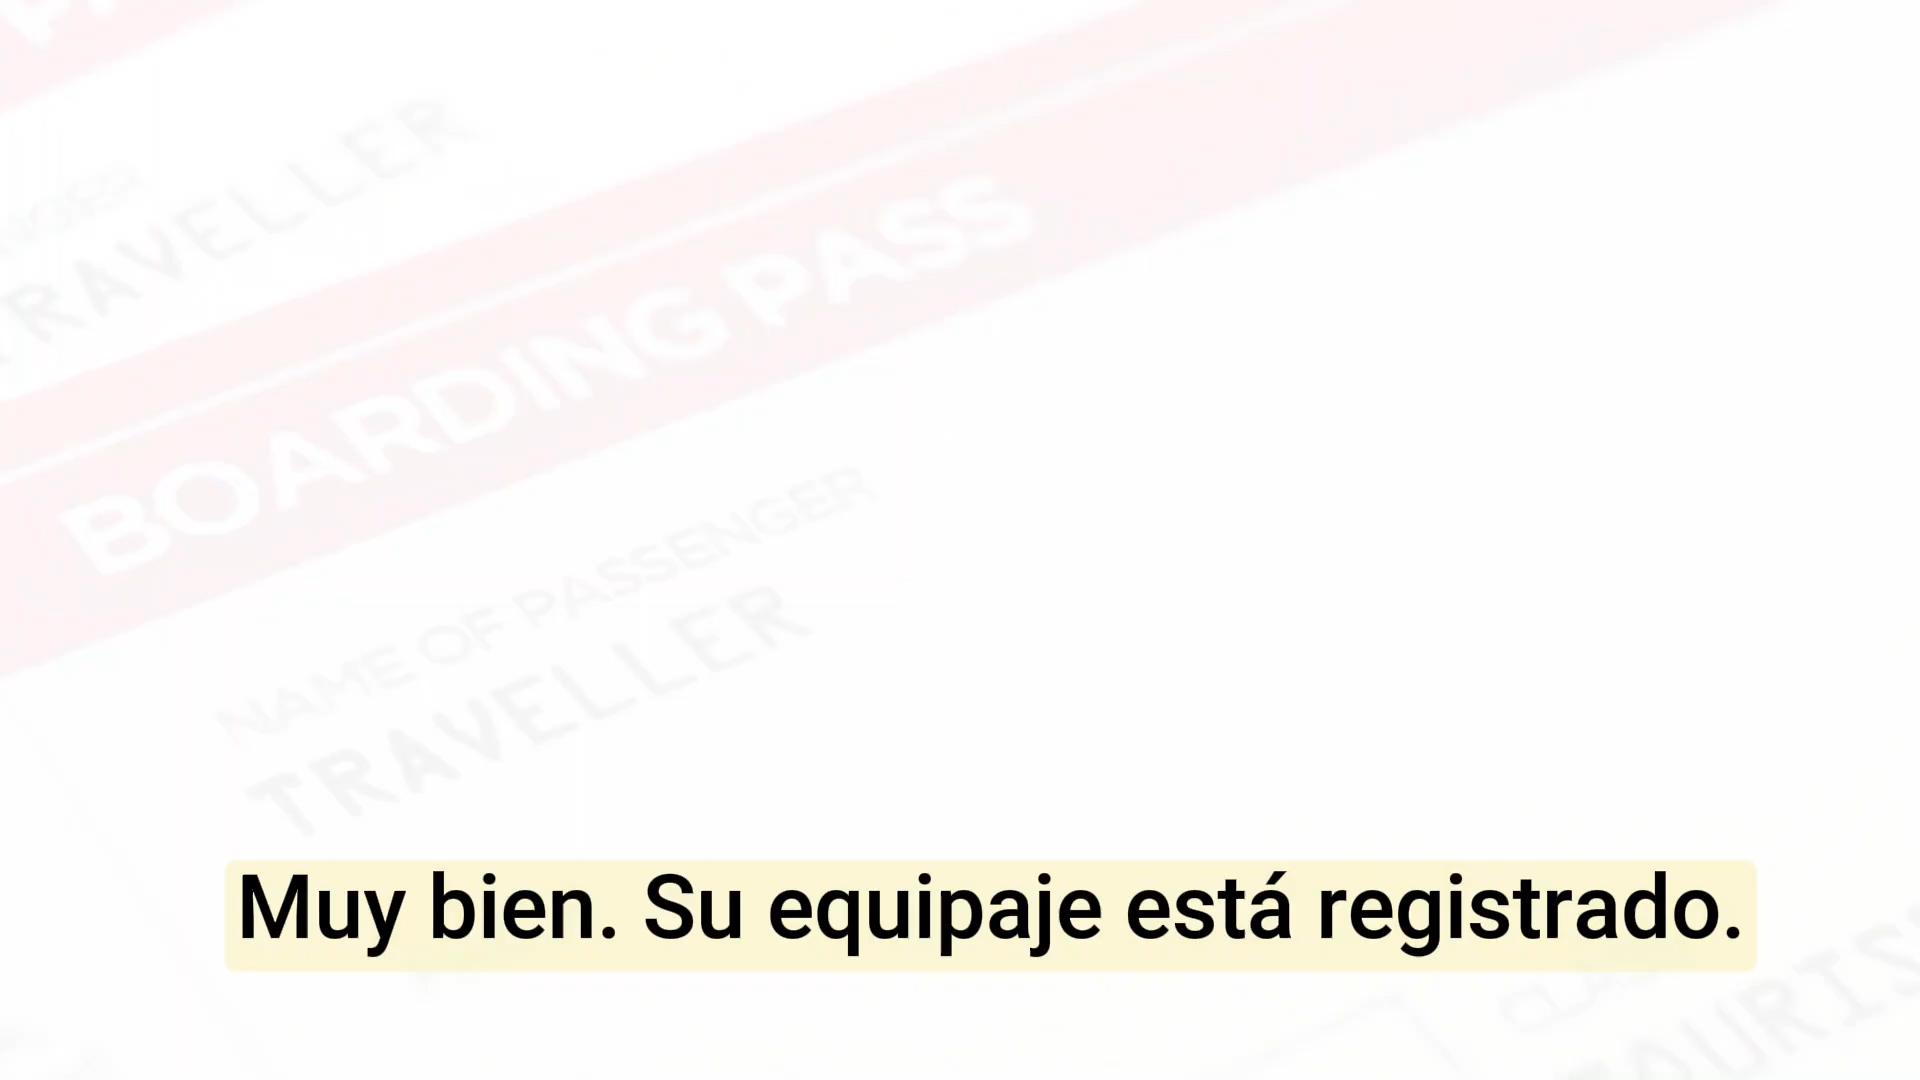 TRAVELLER
BOARDING PASS
NAME OF PASSENGER
TRAVELLER
Muy bien. Su equipaje está registrado.